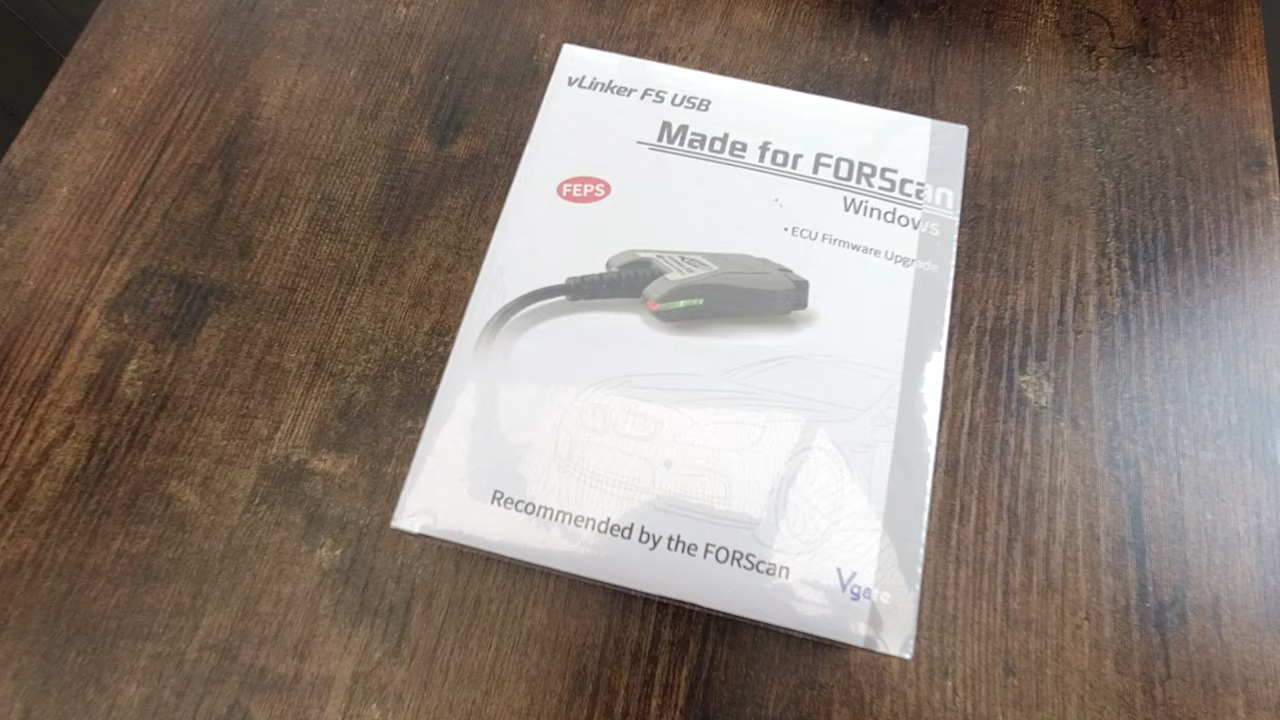 vLinker FS USB
Made for FORScan
FEPS
Windows
• ECU Firmware Upgrade
Recommended by the FORScan
Vgate